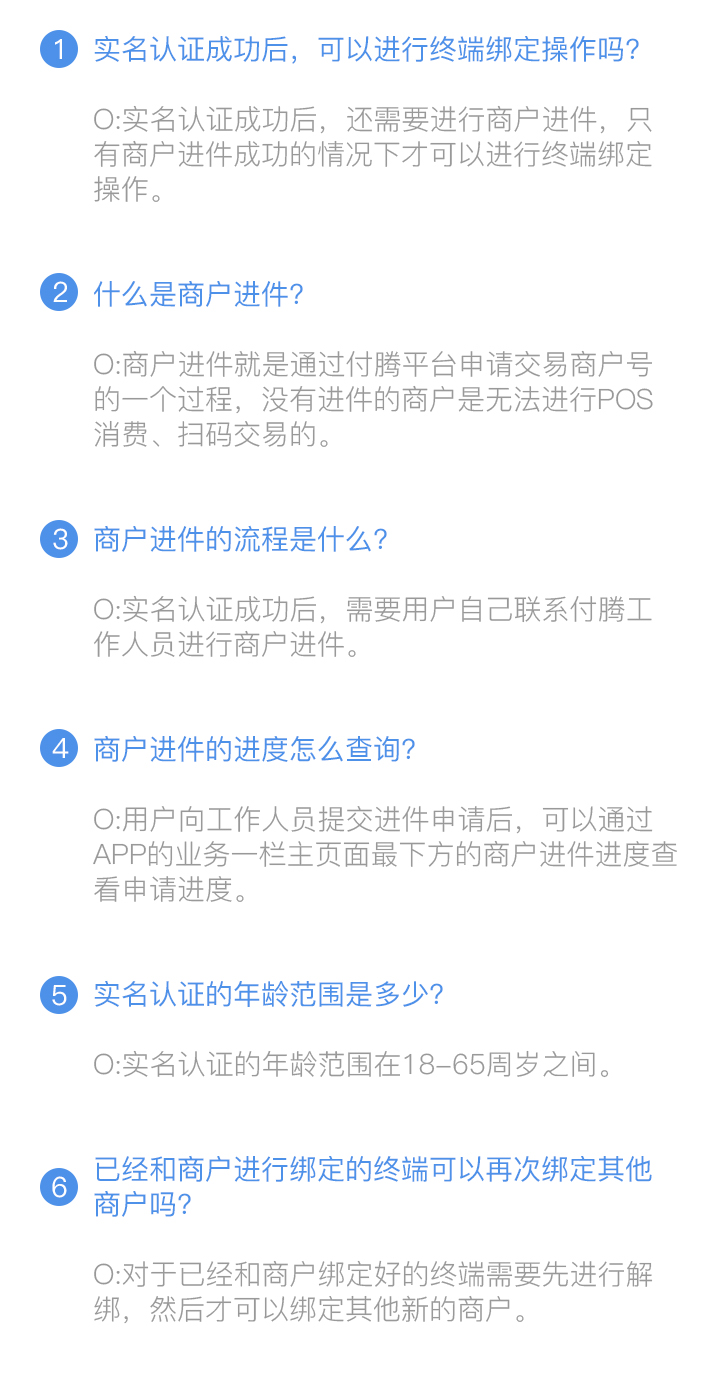 1 实名认证成功后，可以进行终端绑定操作吗?
O:实名认证成功后，还需要进行商户进件，只
有商户进件成功的情况下才可以进行终端绑定
操作。
2 什么是商户进件?
O:商户进件就是通过付腾平台申请交易商户号
的一个过程，没有进件的商户是无法进行POS
消费、扫码交易的。
3 商户进件的流程是什么?
O:实名认证成功后，需要用户自己联系付腾工
作人员进行商户进件。
4 商户进件的进度怎么查询?
O:用户向工作人员提交进件申请后，可以通过
APP的业务一栏主页面最下方的商户进件进度查
看申请进度。
5 实名认证的年龄范围是多少?
O:实名认证的年龄范围在18-65周岁之间。
6 已经和商户进行绑定的终端可以再次绑定其他
商户吗?
O:对于已经和商户绑定好的终端需要先进行解
绑，然后才可以绑定其他新的商户。